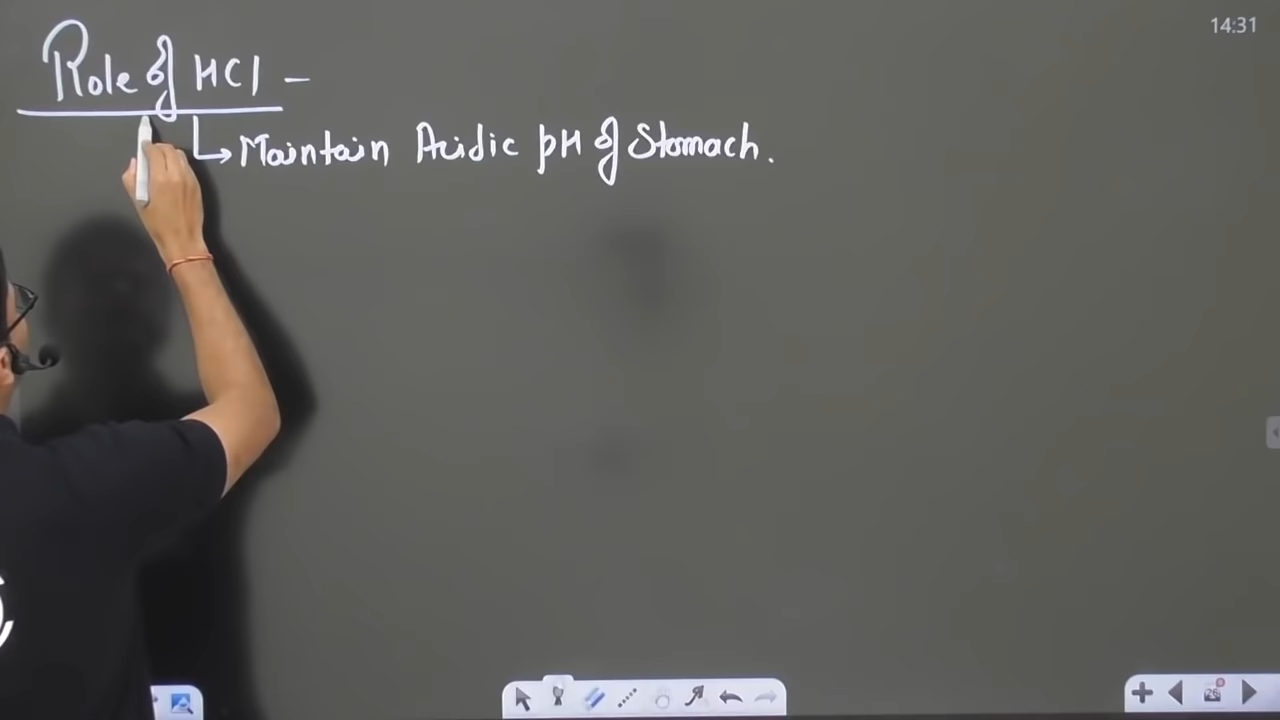 14:31
Role of HCl -
Maintain Acidic pH of Stomach.